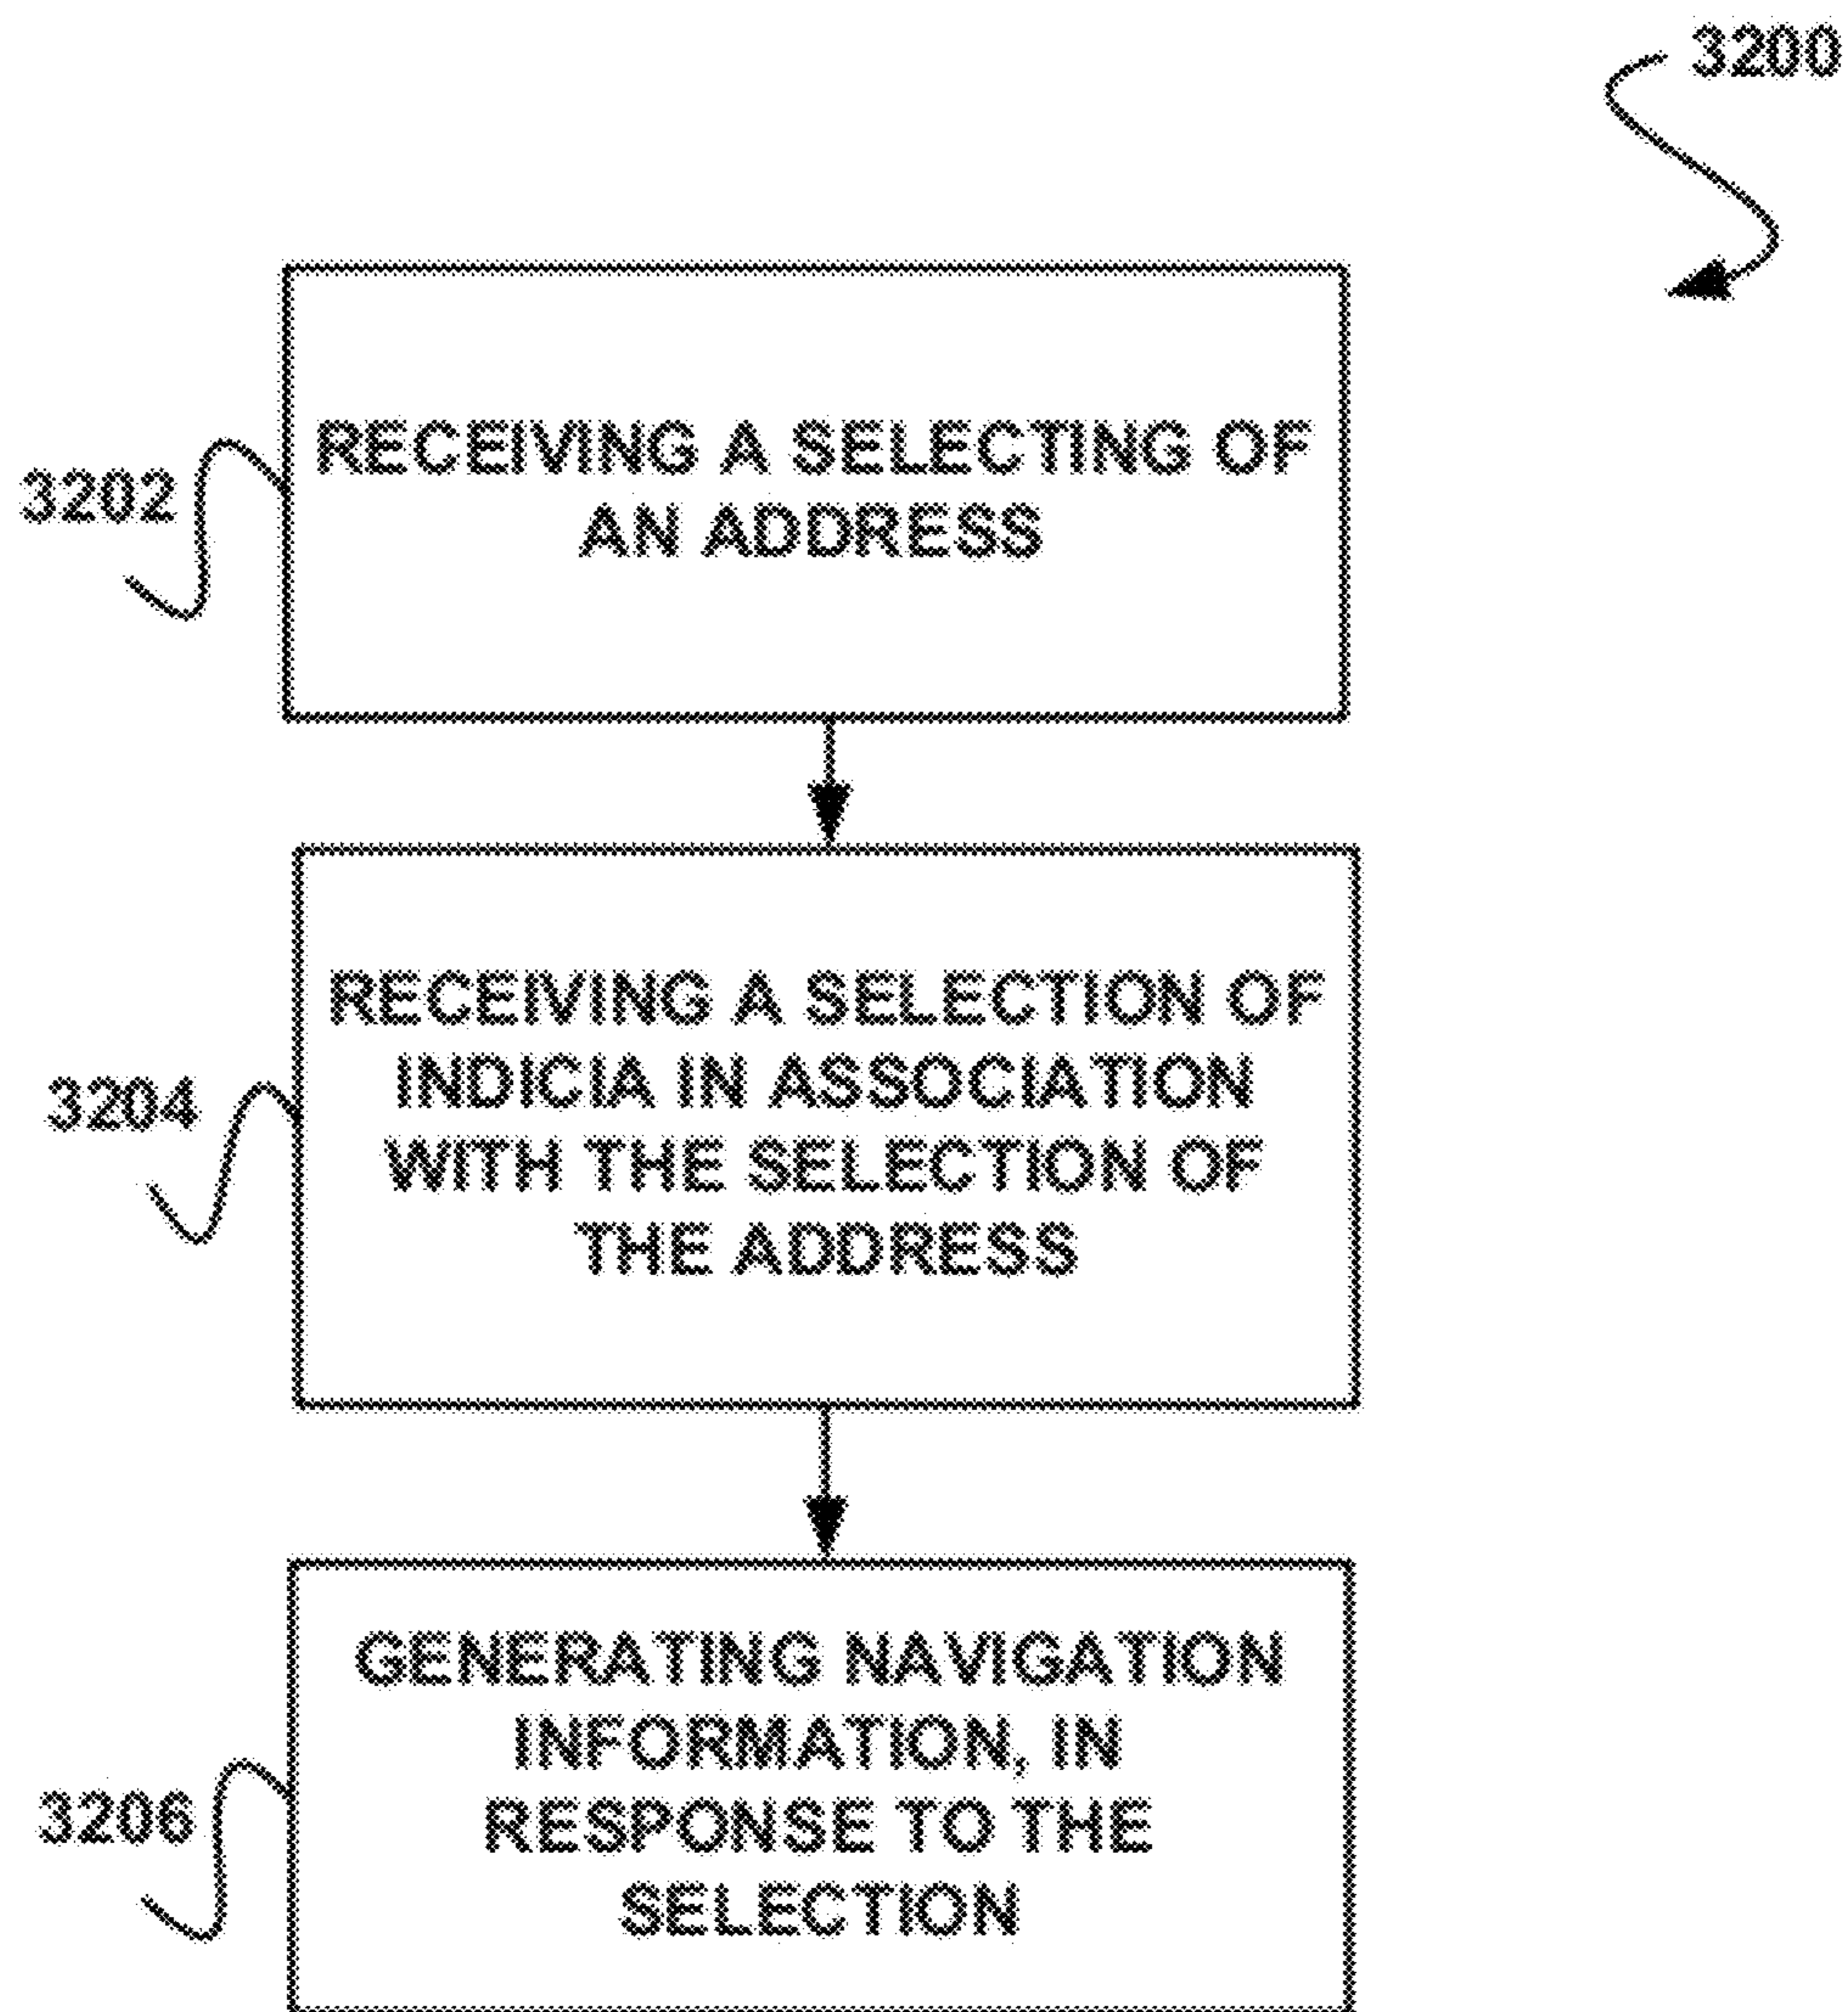 3200
RECEIVING A SELECTING OF
AN ADDRESS
3202
RECEIVING A SELECTION OF
INDICIA IN ASSOCIATION
WITH THE SELECTION OF
THE ADDRESS
3204
GENERATING NAVIGATION
INFORMATION, IN
RESPONSE TO THE
SELECTION
3206